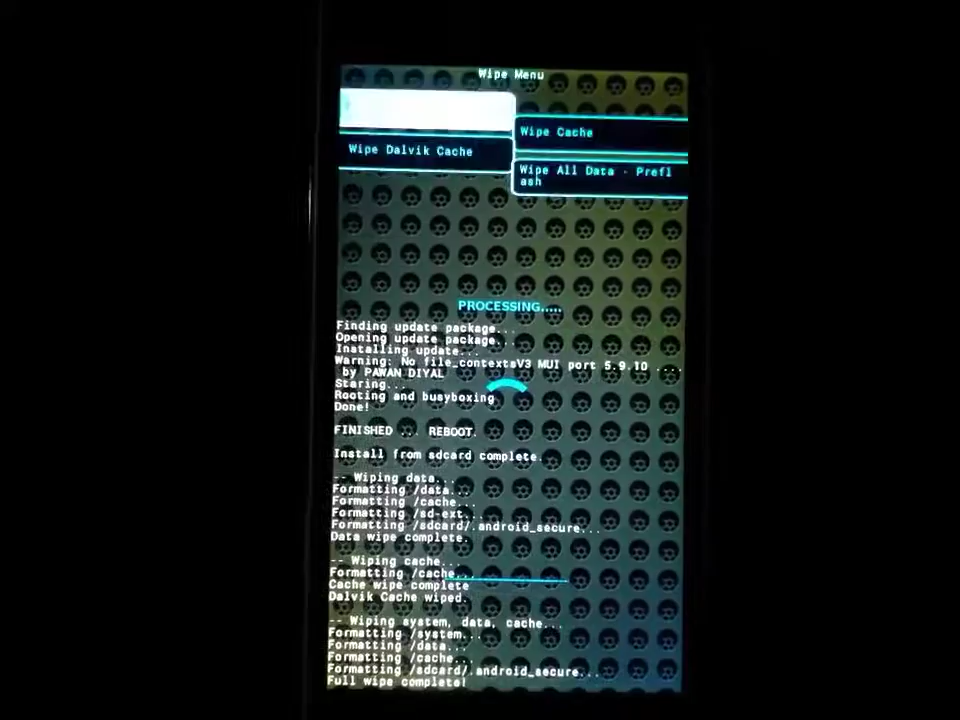 Wipe Menu
Wipe Cache
Wipe Dalvik Cache
Wipe All Data - Prefl
ash
PROCESSING.....
Finding update package...
Opening update package...
Installing update...
Warning: No file_contextsV3 MUI port 5.9.10 ....
by PAWAN DIYAL
Staring...
Rooting and busyboxing
Done!
FINISHED ... REBOOT.
Install from sdcard complete.
-- Wiping data...
Formatting /data...
Formatting /cache...
Formatting /sd-ext...
Formatting /sdcard/.android_secure...
Data wipe complete.
-- Wiping cache...
Formatting /cache...
Cache wipe complete
Dalvik Cache wiped.
-- Wiping system, data, cache...
Formatting /system...
Formatting /data...
Formatting /cache...
Formatting /sdcard/.android_secure...
Full wipe complete!